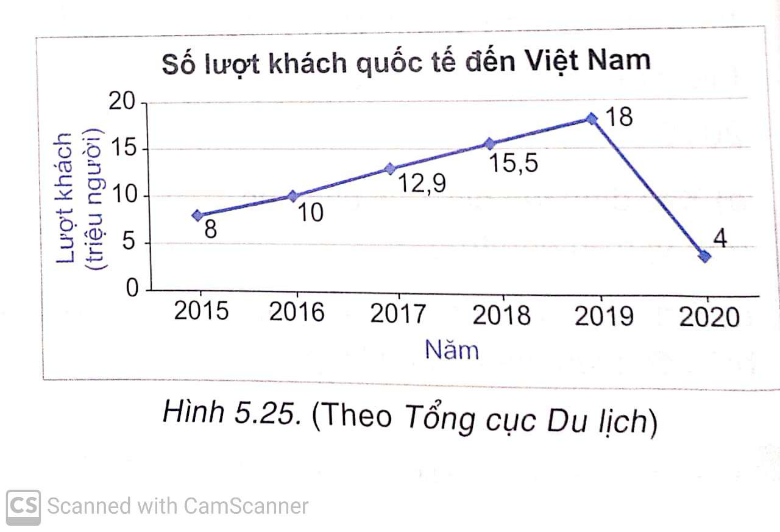 Số lượt khách quốc tế đến Việt Nam
Lượt khách
(triệu người)
20
15
10
5
0
8
10
12,9
15,5
18
4
2015 2016 2017 2018 2019 2020
Năm
Hình 5.25. (Theo Tổng cục Du lịch)
CS Scanned with CamScanner